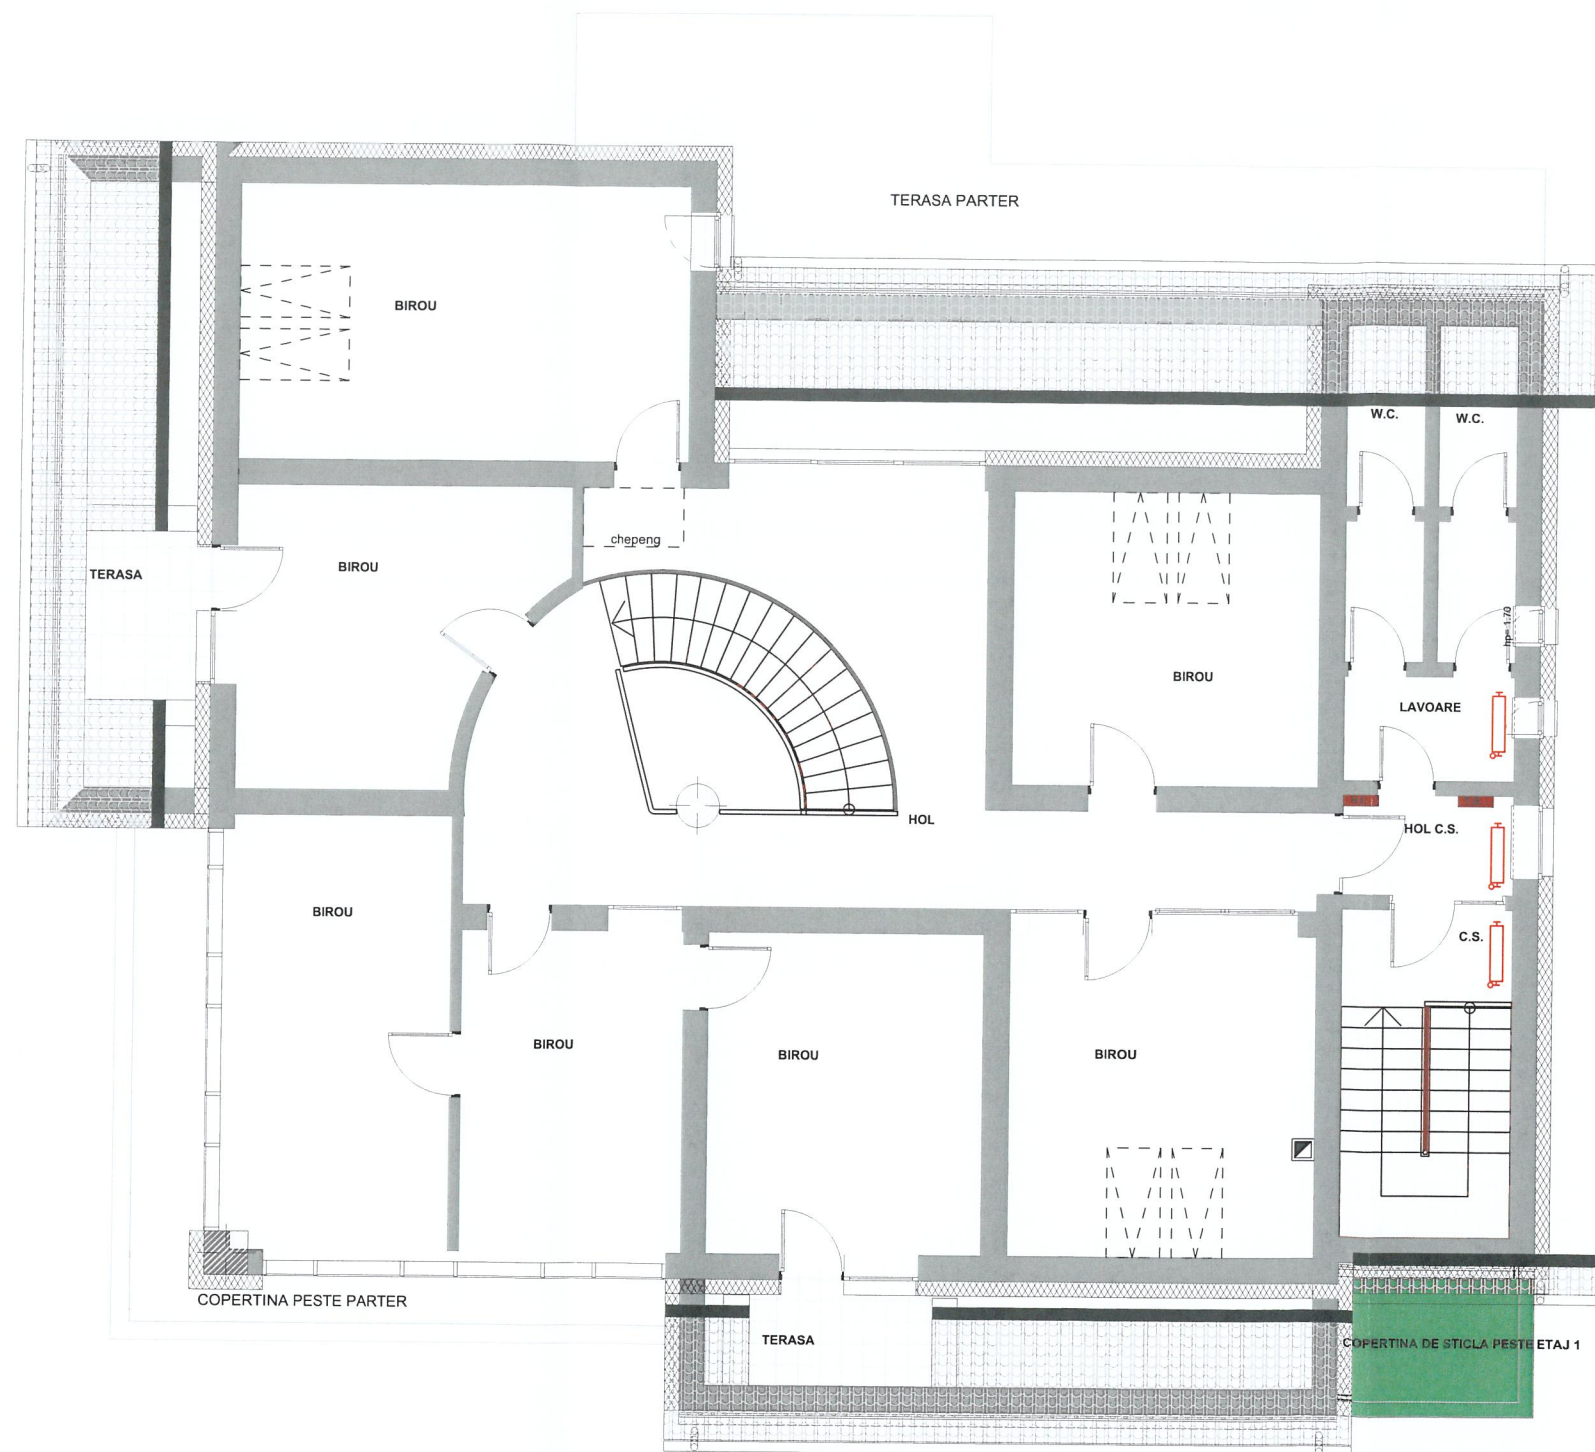 TERASA PARTER
BIROU
W.C.
W.C.
chepeng
BIROU
TERASA
hp= 1.70
BIROU
LAVOARE
HOL
HOL C.S.
BIROU
C.S.
BIROU
BIROU
BIROU
COPERTINA PESTE PARTER
TERASA
COPERTINA DE STICLA PESTE ETAJ 1